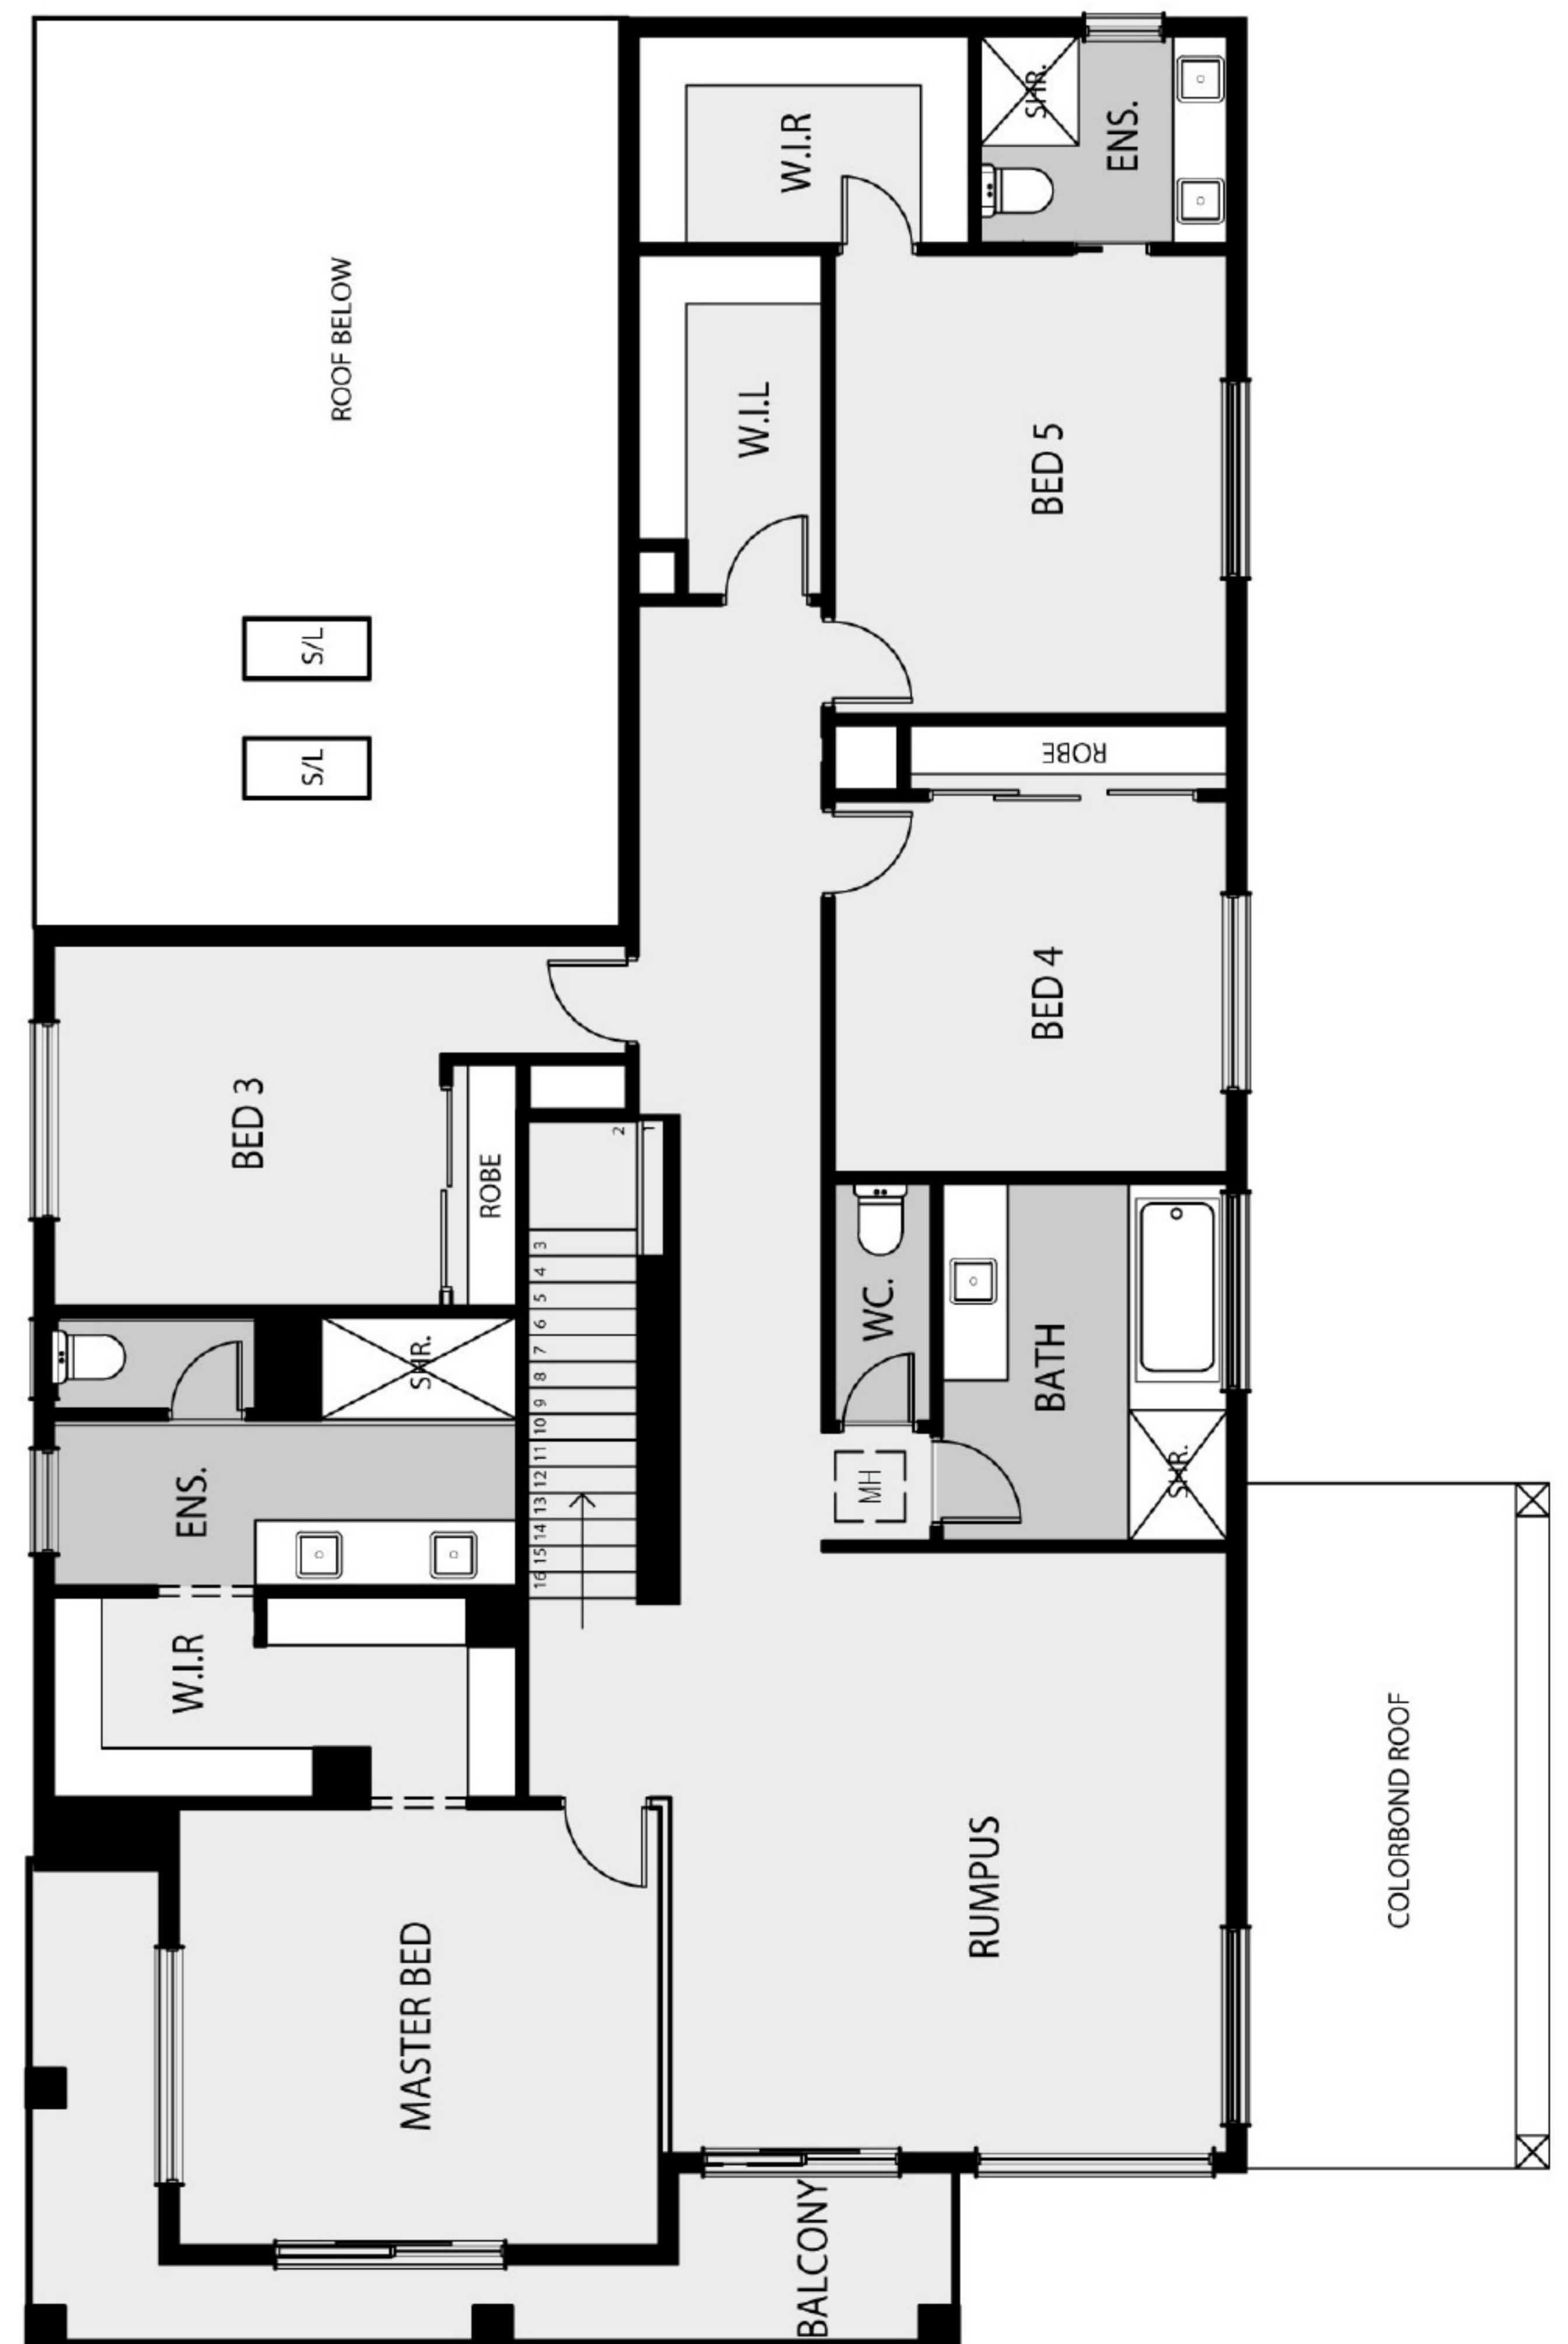 ROOF BELOW
W.I.R
SHR.
ENS.
W.I.L
BED 5
S/L
S/L
ROBE
BED 3
ROBE
BED 4
2
1
3
4
5
6
7
8
9
10
11
12
13
14
15
16
SHR.
ENS.
WC.
BATH
MH
SHR.
W.I.R
MASTER BED
RUMPUS
COLORBOND ROOF
BALCONY